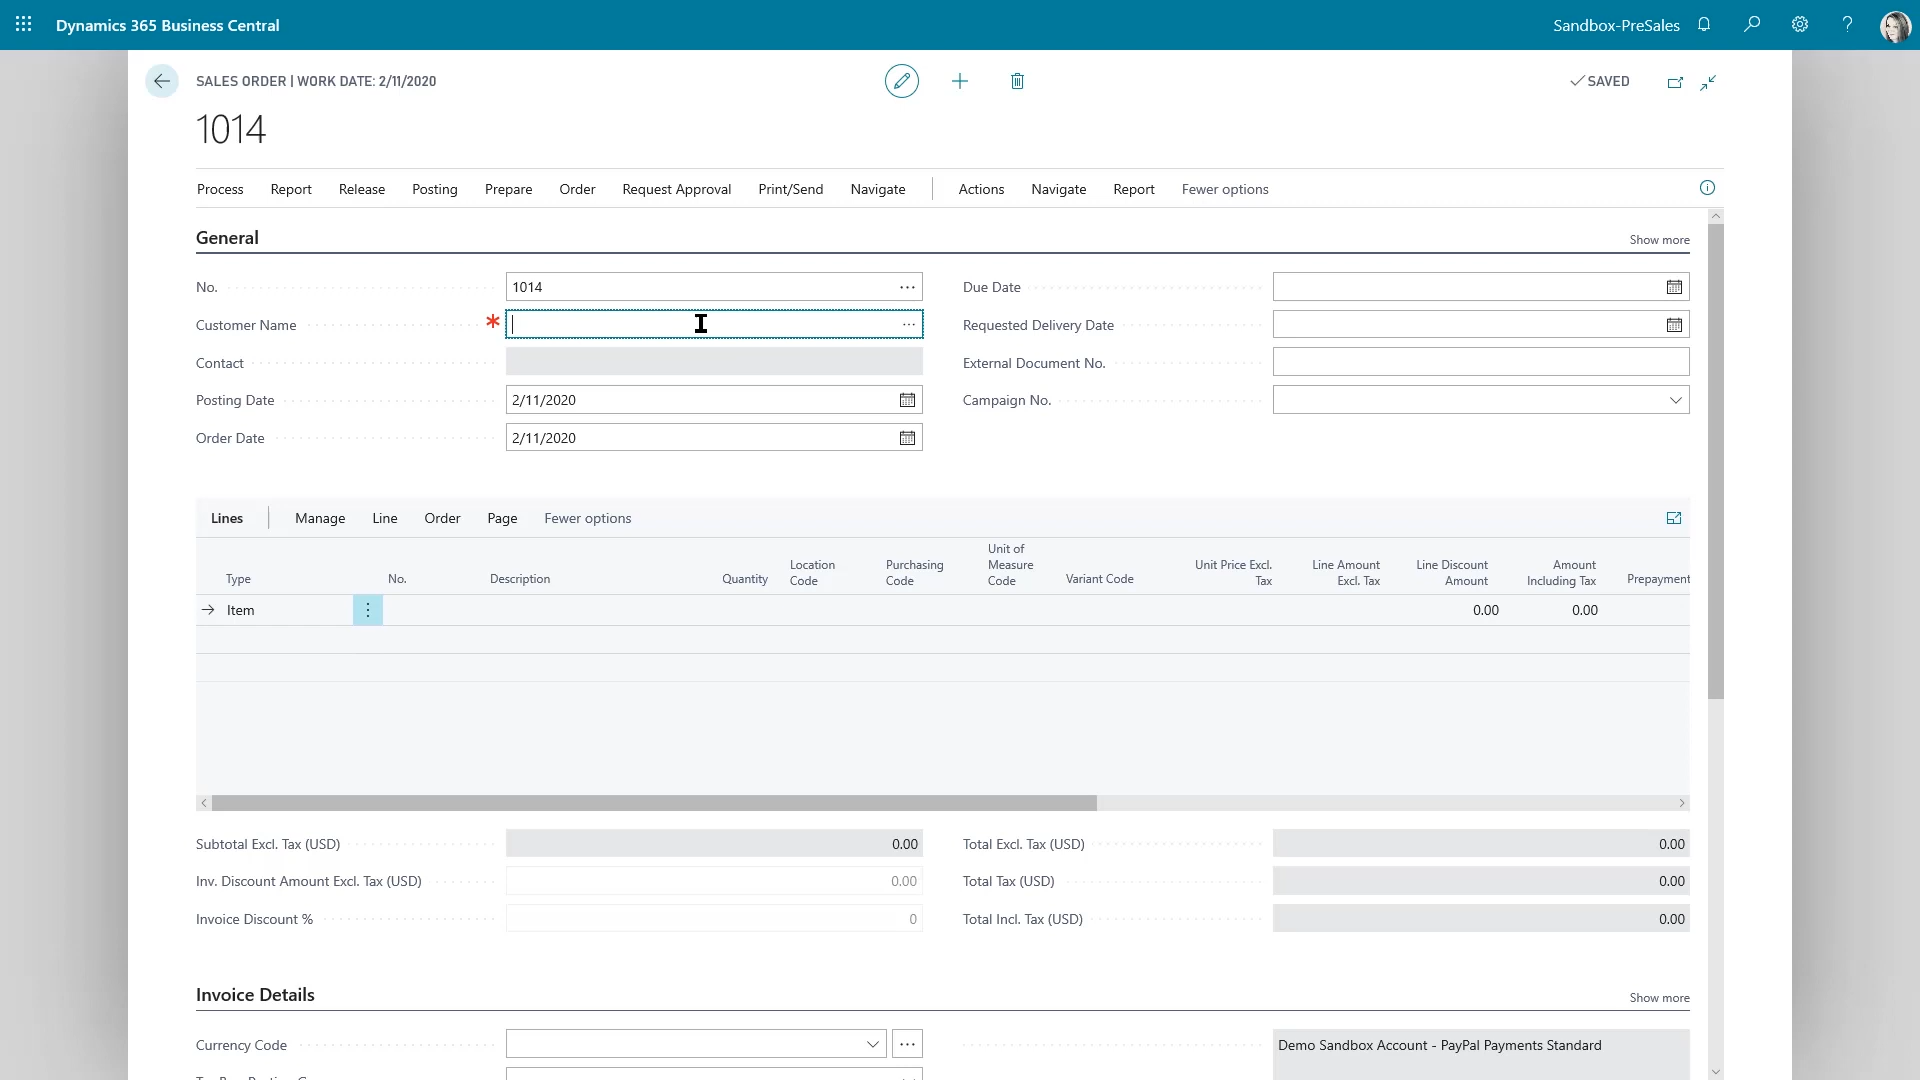 Dynamics 365 Business Central
Sandbox-PreSales
SALES ORDER | WORK DATE: 2/11/2020
SAVED
1014
Process Report Release Posting Prepare Order Request Approval Print/Send Navigate Actions Navigate Report Fewer options
General
Show more
No. 1014
Due Date
Customer Name *
Requested Delivery Date
Contact
External Document No.
Posting Date 2/11/2020
Campaign No.
Order Date 2/11/2020
Lines Manage Line Order Page Fewer options
Type No. Description Quantity Location Code Purchasing Code Unit of Measure Code Variant Code Unit Price Excl. Tax Line Amount Excl. Tax Line Discount Amount Amount Including Tax Prepayment
Item 0.00 0.00
Subtotal Excl. Tax (USD) 0.00
Total Excl. Tax (USD) 0.00
Inv. Discount Amount Excl. Tax (USD) 0.00
Total Tax (USD) 0.00
Invoice Discount % 0
Total Incl. Tax (USD) 0.00
Invoice Details
Show more
Currency Code
Demo Sandbox Account - PayPal Payments Standard